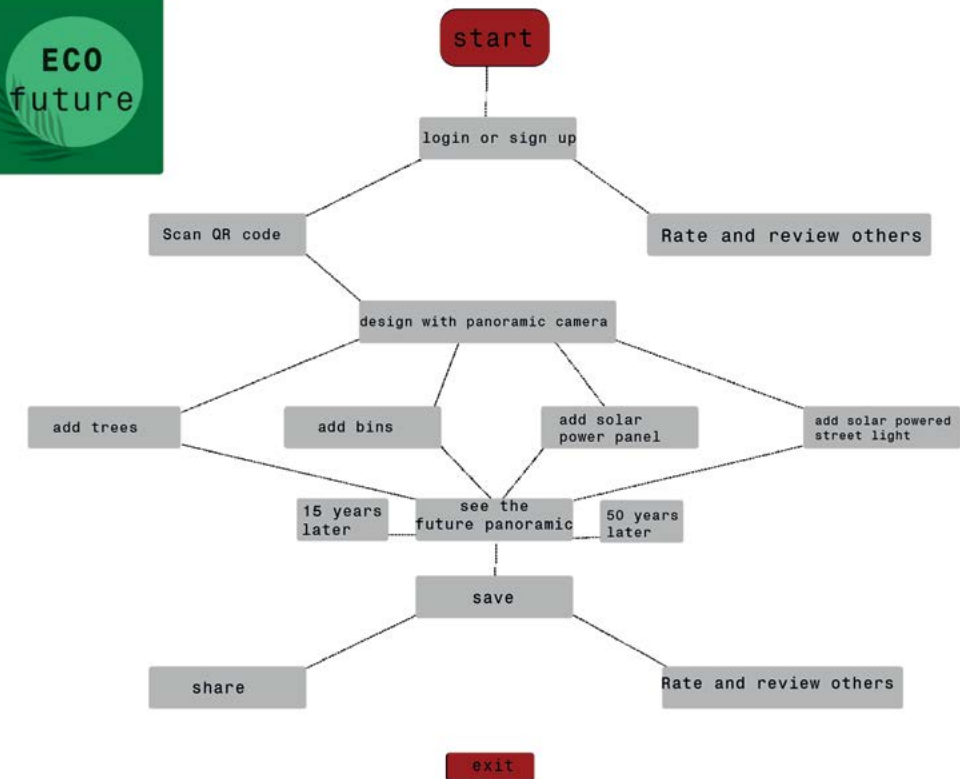 ECO
future
start
login or sign up
Scan QR code
Rate and review others
design with panoramic camera
add trees
add bins
add solar
power panel
add solar powered
street light
15 years
later
see the
future panoramic
50 years
later
save
share
Rate and review others
exit